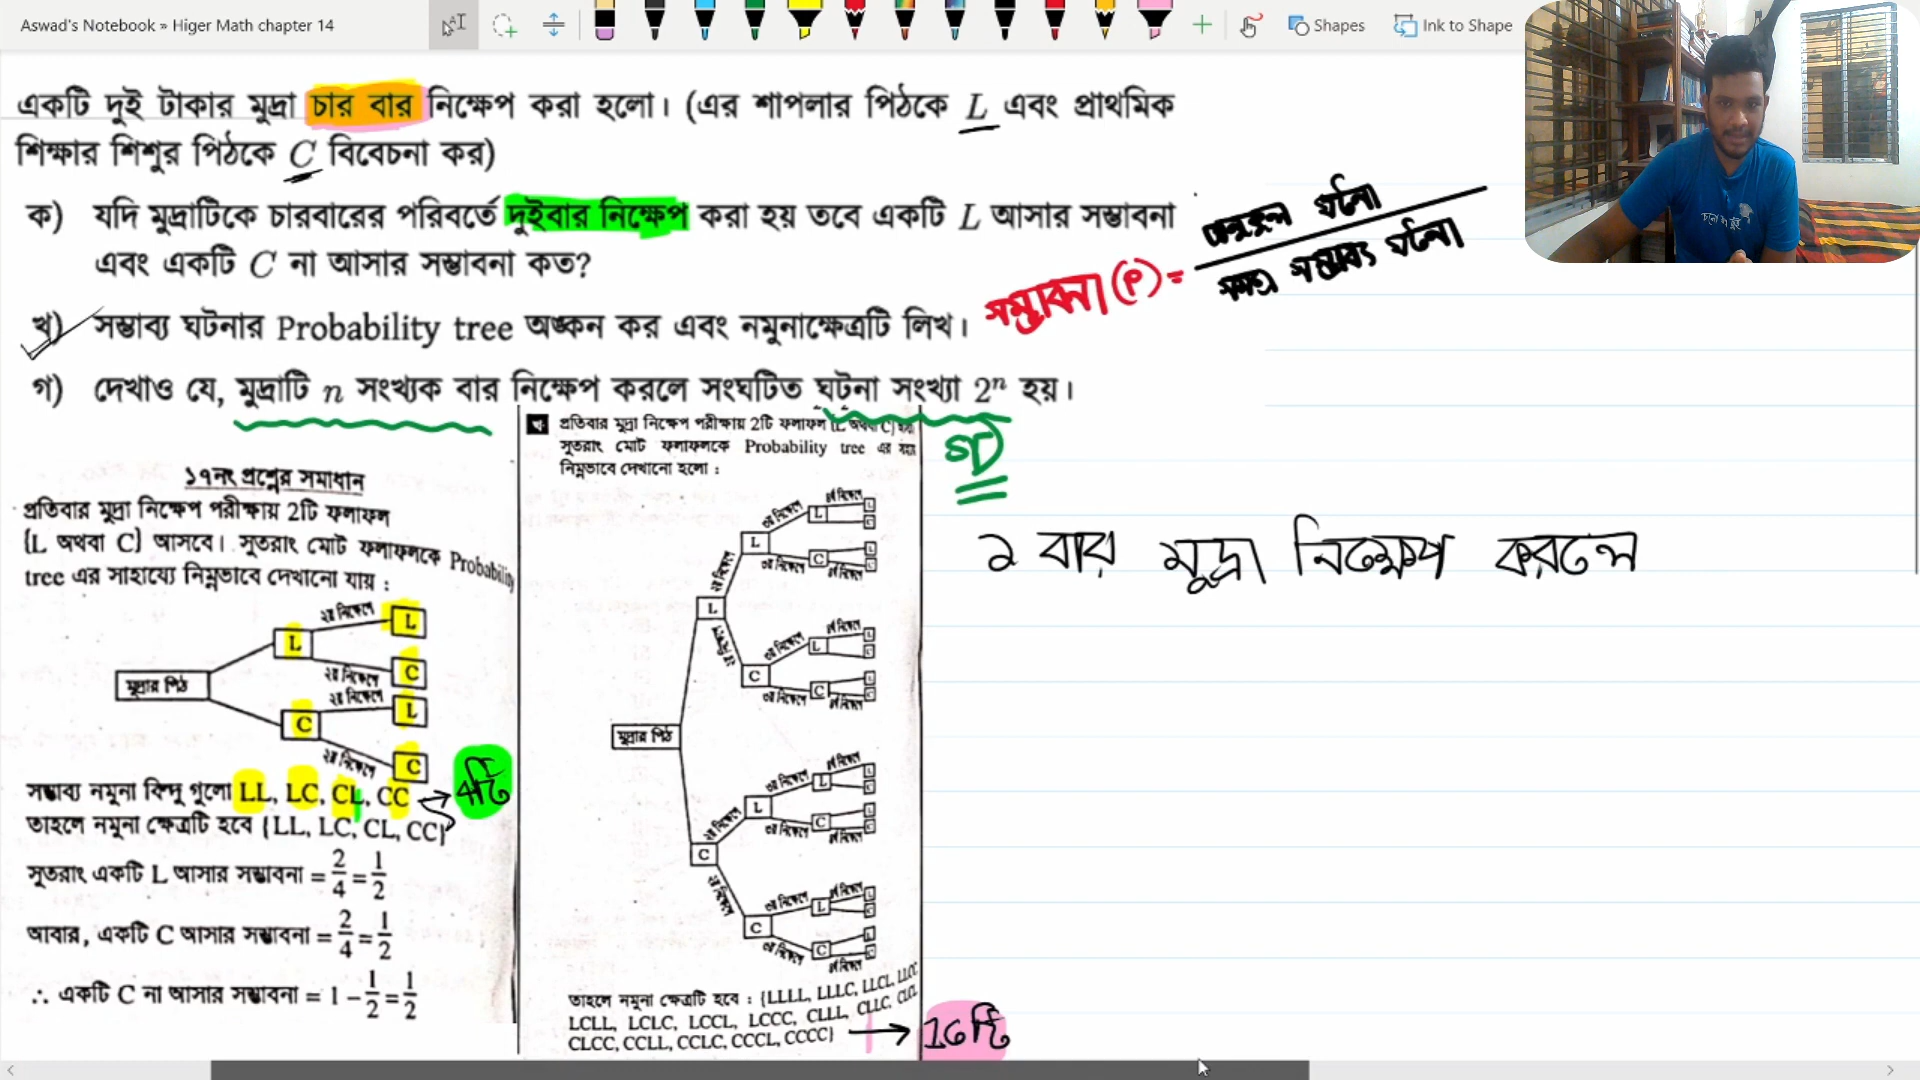 Aswad's Notebook » Higer Math chapter 14
Shapes
Ink to Shape
একটি দুই টাকার মুদ্রা চার বার নিক্ষেপ করা হলো। (এর শাপলার পিঠকে L এবং প্রাথমিক
শিক্ষার শিশুর পিঠকে C বিবেচনা কর)
ক) যদি মুদ্রাটিকে চারবারের পরিবর্তে দুইবার নিক্ষেপ করা হয় তবে একটি L আসার সম্ভাবনা
এবং একটি C না আসার সম্ভাবনা কত?
খ) সম্ভাব্য ঘটনার Probability tree অঙ্কন কর এবং নমুনাক্ষেত্রটি লিখ।
গ) দেখাও যে, মুদ্রাটি n সংখ্যক বার নিক্ষেপ করলে সংঘটিত ঘটনা সংখ্যা 2ⁿ হয়।
সম্ভাবনা (P) = অনুকূল ঘটনা
সমগ্র সম্ভাব্য ঘটনা
১৭নং প্রশ্নের সমাধান
প্রতিবার মুদ্রা নিক্ষেপ পরীক্ষায় 2টি ফলাফল
{L অথবা C} আসবে। সুতরাং মোট ফলাফলকে Probability
tree এর সাহায্যে নিম্নভাবে দেখানো যায় :
মুদ্রার পিঠ
L
C
২য় নিক্ষেপ
L
২য় নিক্ষেপ
C
২য় নিক্ষেপ
L
২য় নিক্ষেপ
C
সম্ভাব্য নমুনা বিন্দু গুলো LL, LC, CL, CC → 4টি
তাহলে নমুনা ক্ষেত্রটি হবে {LL, LC, CL, CC}
সুতরাং একটি L আসার সম্ভাবনা = 2/4 = 1/2
আবার, একটি C আসার সম্ভাবনা = 2/4 = 1/2
∴ একটি C না আসার সম্ভাবনা = 1 − 1/2 = 1/2
খ প্রতিবার মুদ্রা নিক্ষেপ পরীক্ষায় 2টি ফলাফল {L অথবা C}
সুতরাং মোট ফলাফলকে Probability tree এর
নিম্নভাবে দেখানো হলো :
মুদ্রার পিঠ
L
C
L
C
L
C
L
C
L
C
L
C
L
C
তাহলে নমুনা ক্ষেত্রটি হবে : {LLLL, LLLC, LLCL, LLCC
LCLL, LCLC, LCCL, LCCC, CLLL, CLLC, CLCL
CLCC, CCLL, CCLC, CCCL, CCCC} → 16টি
গ)
১ বার মুদ্রা নিক্ষেপ করলে